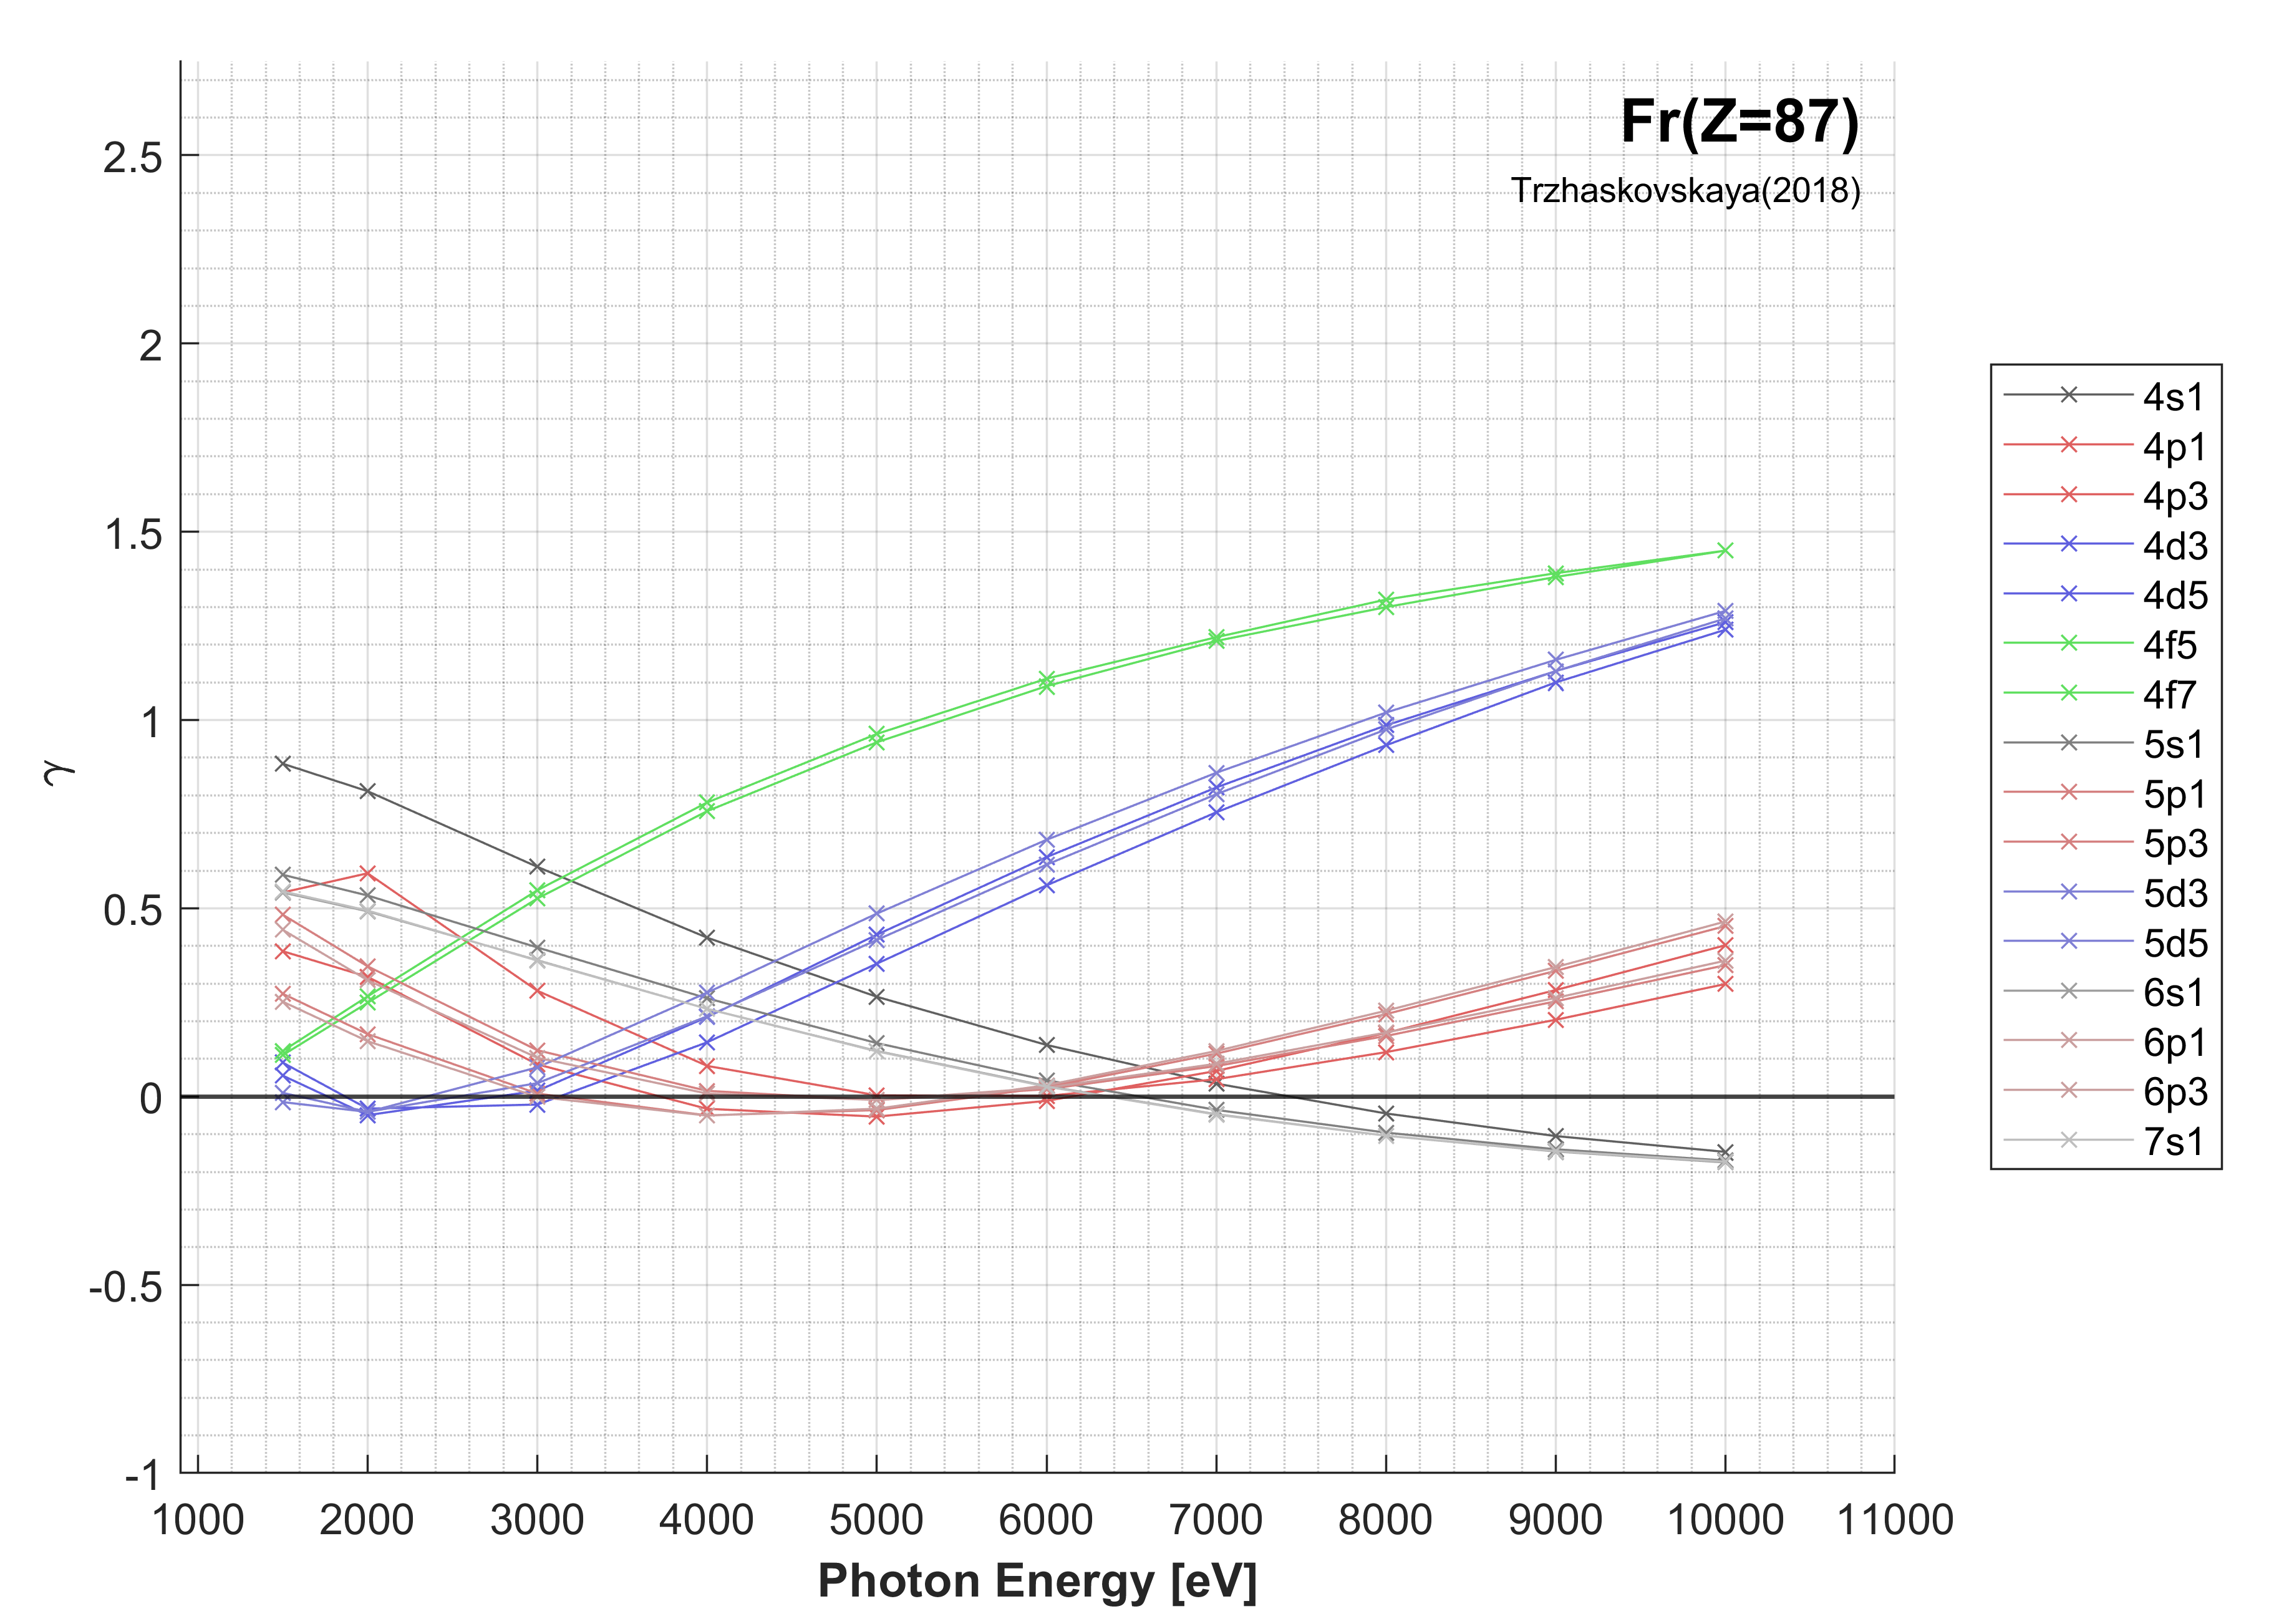 Fr(Z=87)
Trzhaskovskaya(2018)
2.5
2
1.5
1
0.5
0
-0.5
-1
γ
1000 2000 3000 4000 5000 6000 7000 8000 9000 10000 11000
Photon Energy [eV]
4s1
4p1
4p3
4d3
4d5
4f5
4f7
5s1
5p1
5p3
5d3
5d5
6s1
6p1
6p3
7s1